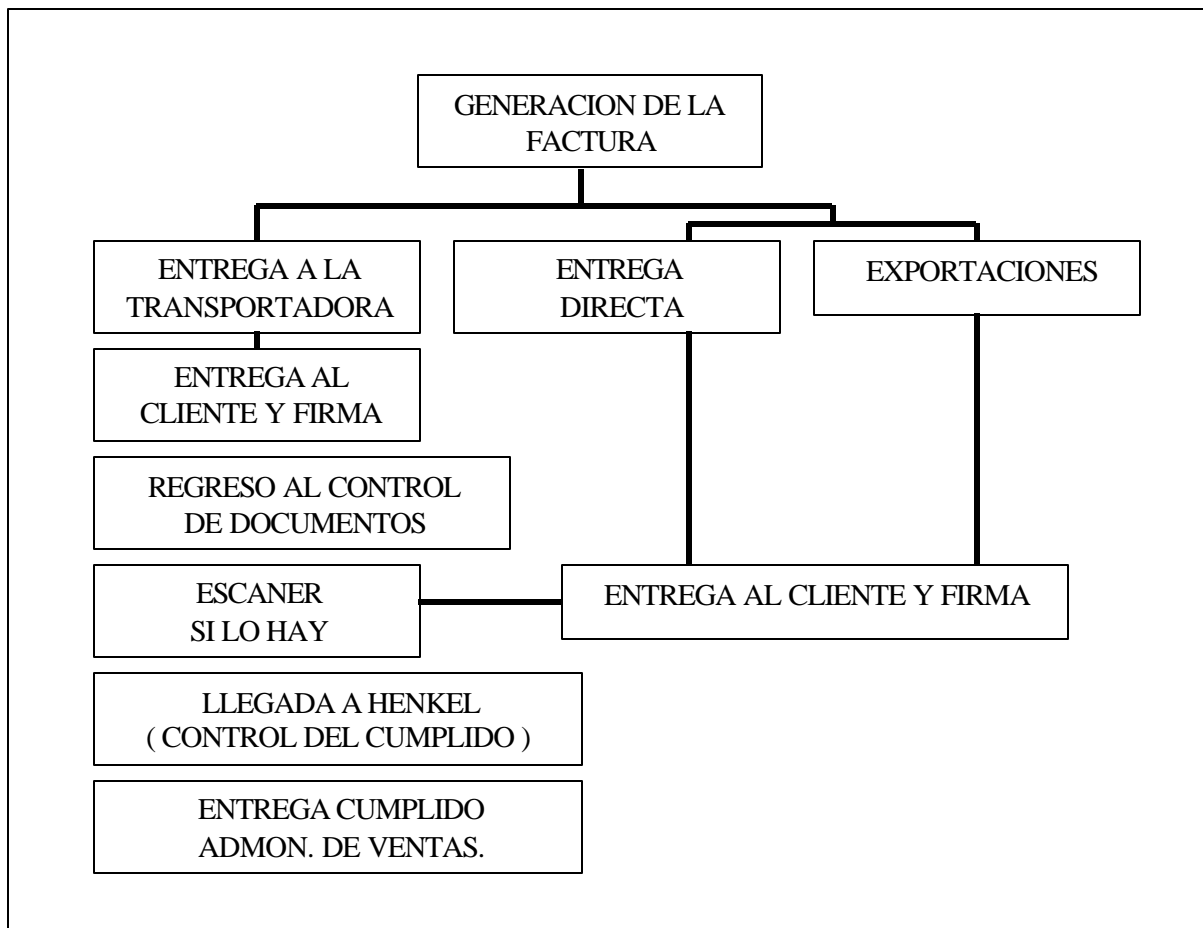 GENERACION DE LA
FACTURA
ENTREGA A LA
TRANSPORTADORA
ENTREGA
DIRECTA
EXPORTACIONES
ENTREGA AL
CLIENTE Y FIRMA
REGRESO AL CONTROL
DE DOCUMENTOS
ESCANER
SI LO HAY
ENTREGA AL CLIENTE Y FIRMA
LLEGADA A HENKEL
( CONTROL DEL CUMPLIDO )
ENTREGA CUMPLIDO
ADMON. DE VENTAS.